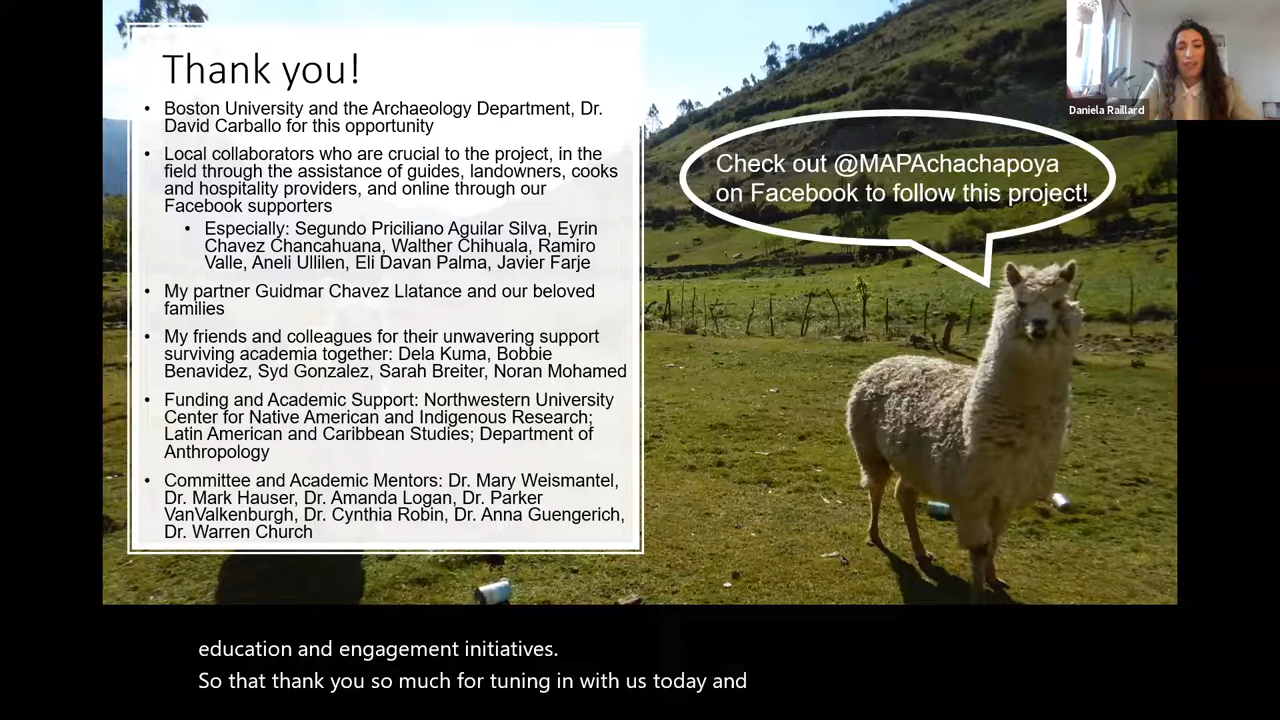 Thank you!
• Boston University and the Archaeology Department, Dr.
David Carballo for this opportunity
• Local collaborators who are crucial to the project, in the
field through the assistance of guides, landowners, cooks
and hospitality providers, and online through our
Facebook supporters
• Especially: Segundo Priciliano Aguilar Silva, Eyrin
Chavez Chancahuana, Walther Chihuala, Ramiro
Valle, Aneli Ullilen, Eli Davan Palma, Javier Farje
• My partner Guidmar Chavez Llatance and our beloved
families
• My friends and colleagues for their unwavering support
surviving academia together: Dela Kuma, Bobbie
Benavidez, Syd Gonzalez, Sarah Breiter, Noran Mohamed
• Funding and Academic Support: Northwestern University
Center for Native American and Indigenous Research;
Latin American and Caribbean Studies; Department of
Anthropology
• Committee and Academic Mentors: Dr. Mary Weismantel,
Dr. Mark Hauser, Dr. Amanda Logan, Dr. Parker
VanValkenburgh, Dr. Cynthia Robin, Dr. Anna Guengerich,
Dr. Warren Church
Check out @MAPAchachapoya
on Facebook to follow this project!
Daniela Raillard
education and engagement initiatives.
So that thank you so much for tuning in with us today and